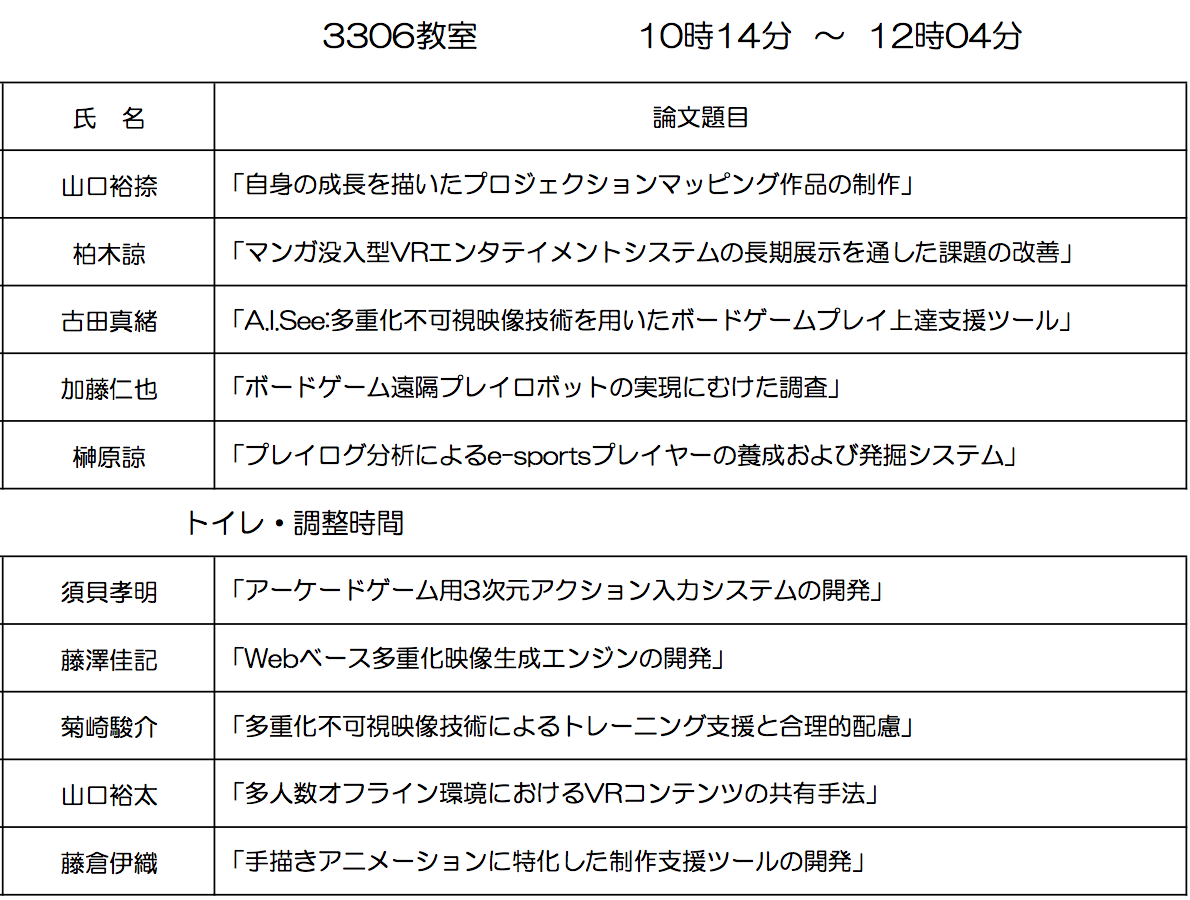 3306教室 10時14分 ～ 12時04分
氏 名 論文題目
山口裕捺 「自身の成長を描いたプロジェクションマッピング作品の制作」
柏木諒 「マンガ没入型VRエンタテイメントシステムの長期展示を通した課題の改善」
古田真緒 「A.I.See:多重化不可視映像技術を用いたボードゲームプレイ上達支援ツール」
加藤仁也 「ボードゲーム遠隔プレイロボットの実現にむけた調査」
榊原諒 「プレイログ分析によるe-sportsプレイヤーの養成および発掘システム」
トイレ・調整時間
須貝孝明 「アーケードゲーム用3次元アクション入力システムの開発」
藤澤佳記 「Webベース多重化映像生成エンジンの開発」
菊崎駿介 「多重化不可視映像技術によるトレーニング支援と合理的配慮」
山口裕太 「多人数オフライン環境におけるVRコンテンツの共有手法」
藤倉伊織 「手描きアニメーションに特化した制作支援ツールの開発」